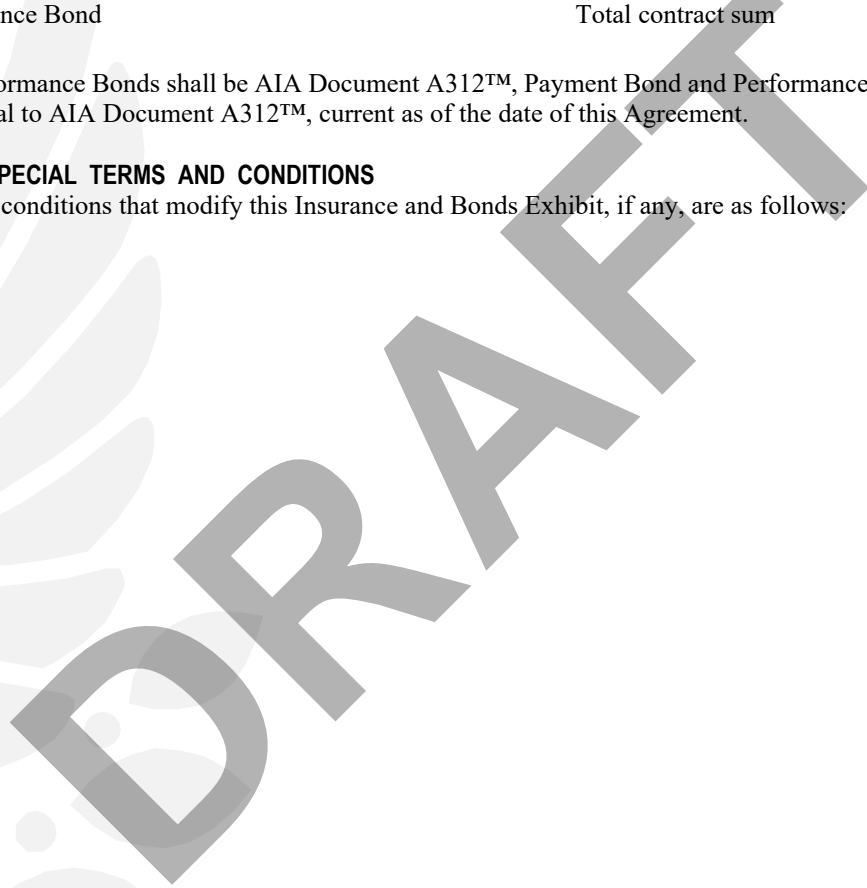 nce Bond Total contract sum
ormance Bonds shall be AIA Document A312™, Payment Bond and Performance
al to AIA Document A312™, current as of the date of this Agreement.
PECIAL TERMS AND CONDITIONS
conditions that modify this Insurance and Bonds Exhibit, if any, are as follows:
DRAFT